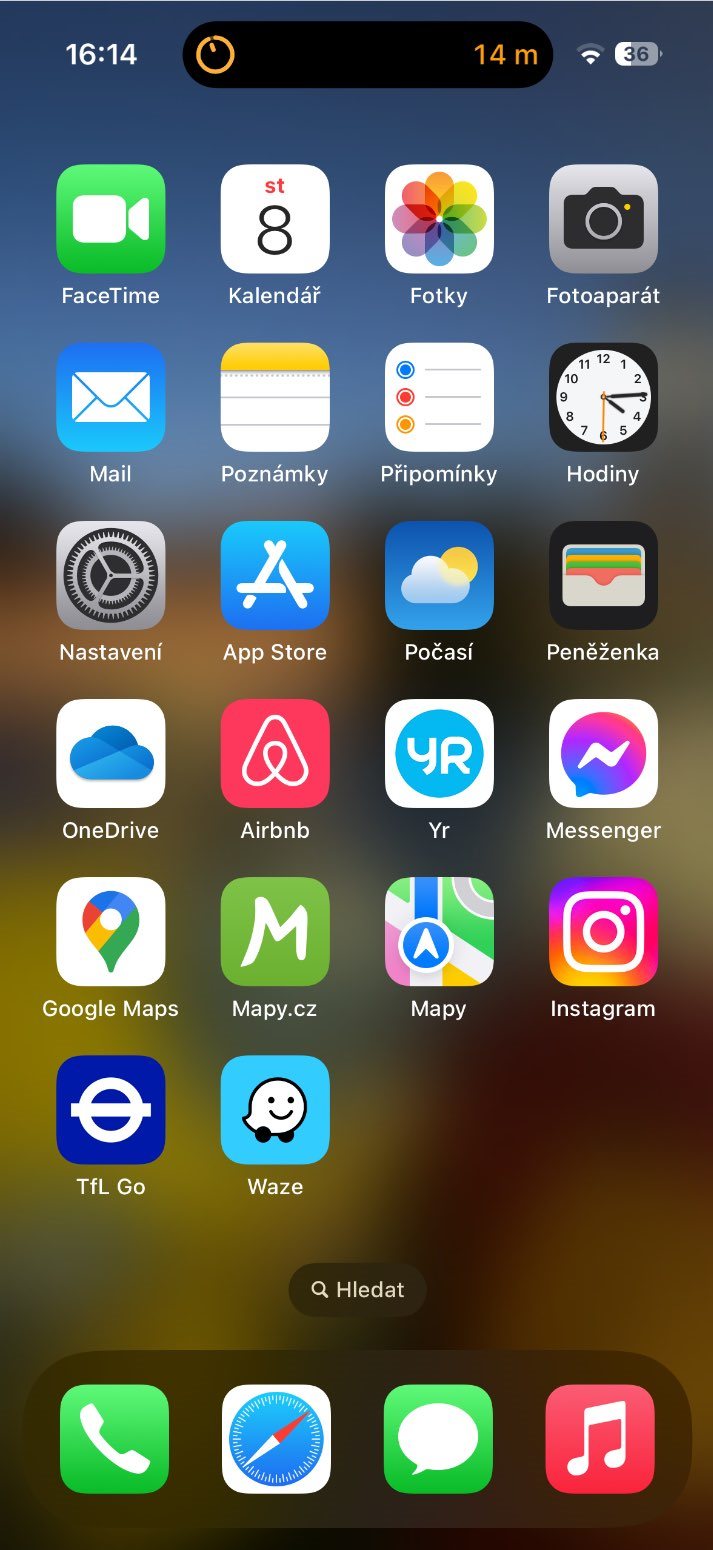 16:14
14 m
36
st
8
FaceTime
Kalendář
Fotky
Fotoaparát
12
11
1
10
2
9
3
8
4
7
5
6
Mail
Poznámky
Připomínky
Hodiny
Nastavení
App Store
Počasí
Peněženka
YR
OneDrive
Airbnb
Yr
Messenger
Google Maps
Mapy.cz
Mapy
Instagram
TfL Go
Waze
Hledat